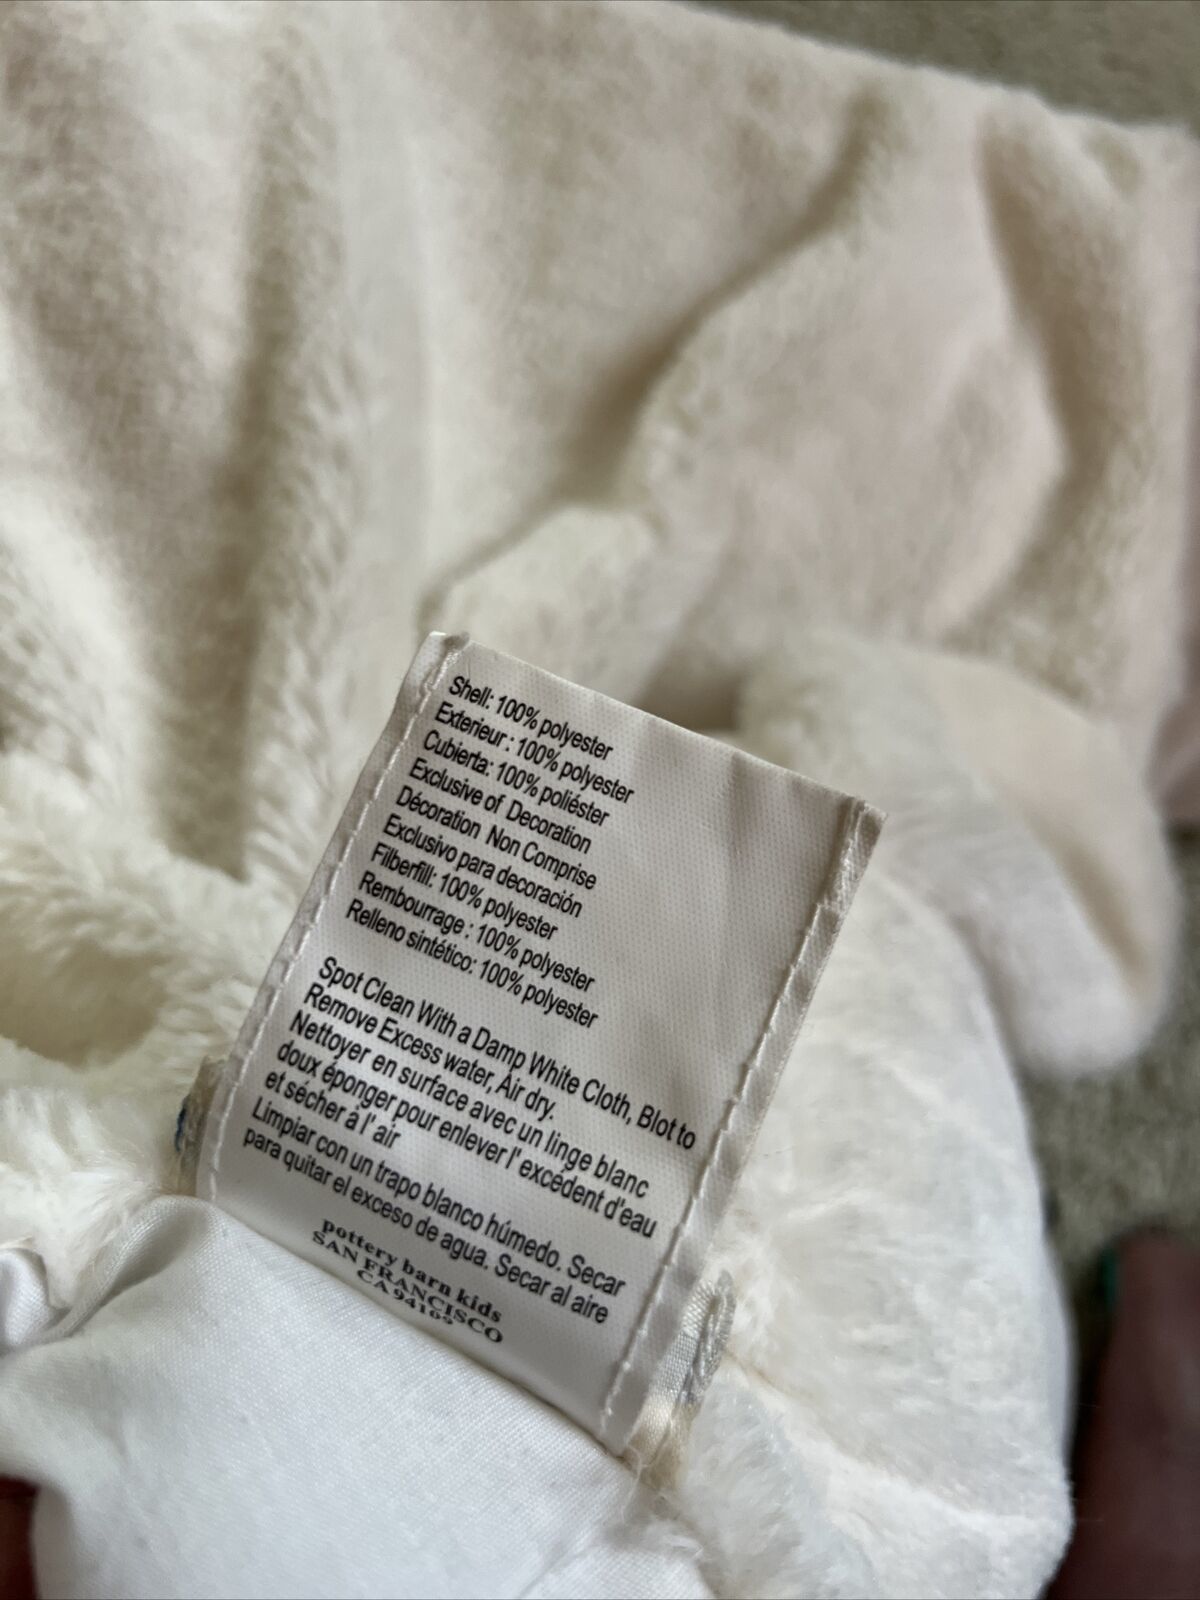 Shell: 100% polyester
Exterieur : 100% polyester
Cubierta: 100% poliéster
Exclusive of Decoration
Décoration Non Comprise
Exclusivo para decoración
Filberfill: 100% polyester
Rembourrage : 100% polyester
Relleno sintético: 100% polyester
Spot Clean With a Damp White Cloth, Blot to
Remove Excess water, Air dry.
Nettoyer en surface avec un linge blanc
doux éponger pour enlever l' excédent d'eau
et sécher à l' air
Limpiar con un trapo blanco húmedo. Secar
para quitar el exceso de agua. Secar al aire
pottery barn kids
SAN FRANCISCO
CA 94109